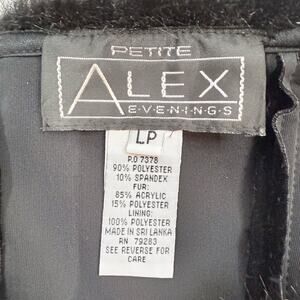 PETITE
ALEX
E·V·E·N·I·N·G·S
LP
P.O 7378
90% POLYESTER
10% SPANDEX
FUR:
85% ACRYLIC
15% POLYESTER
LINING:
100% POLYESTER
MADE IN SRI LANKA
RN 79283
SEE REVERSE FOR
CARE